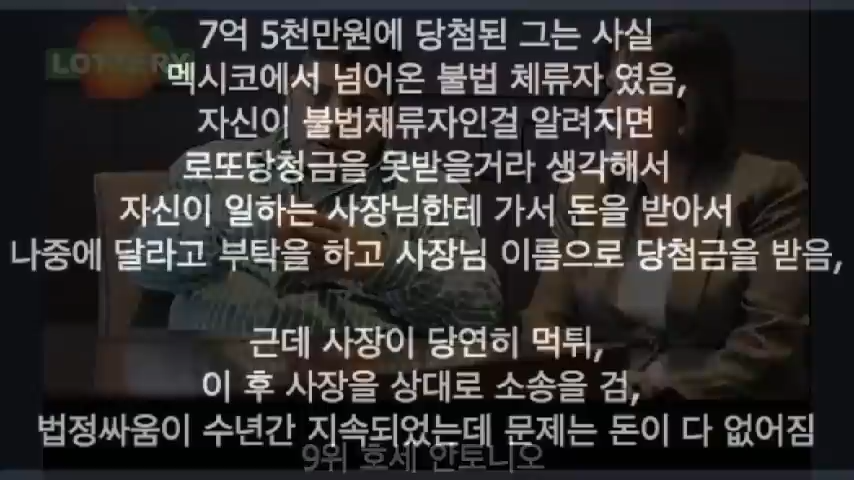 LOTTERY
7억 5천만원에 당첨된 그는 사실
멕시코에서 넘어온 불법 체류자 였음,
자신이 불법채류자인걸 알려지면
로또당청금을 못받을거라 생각해서
자신이 일하는 사장님한테 가서 돈을 받아서
나중에 달라고 부탁을 하고 사장님 이름으로 당첨금을 받음,
근데 사장이 당연히 먹튀,
이 후 사장을 상대로 소송을 검,
법정싸움이 수년간 지속되었는데 문제는 돈이 다 없어짐
9위 호세 안토니오